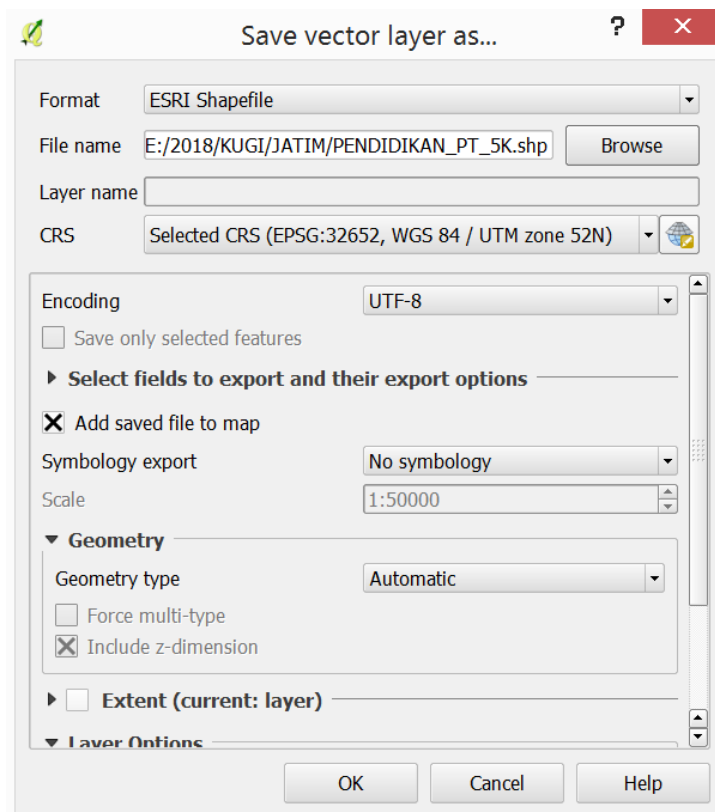 Save vector layer as... ?
Format ESRI Shapefile
File name E:/2018/KUGI/JATIM/PENDIDIKAN_PT_5K.shp Browse
Layer name
CRS Selected CRS (EPSG:32652, WGS 84 / UTM zone 52N)
Encoding UTF-8
Save only selected features
Select fields to export and their export options
Add saved file to map
Symbology export No symbology
Scale 1:50000
Geometry
Geometry type Automatic
Force multi-type
Include z-dimension
Extent (current: layer)
Layer Options
OK Cancel Help